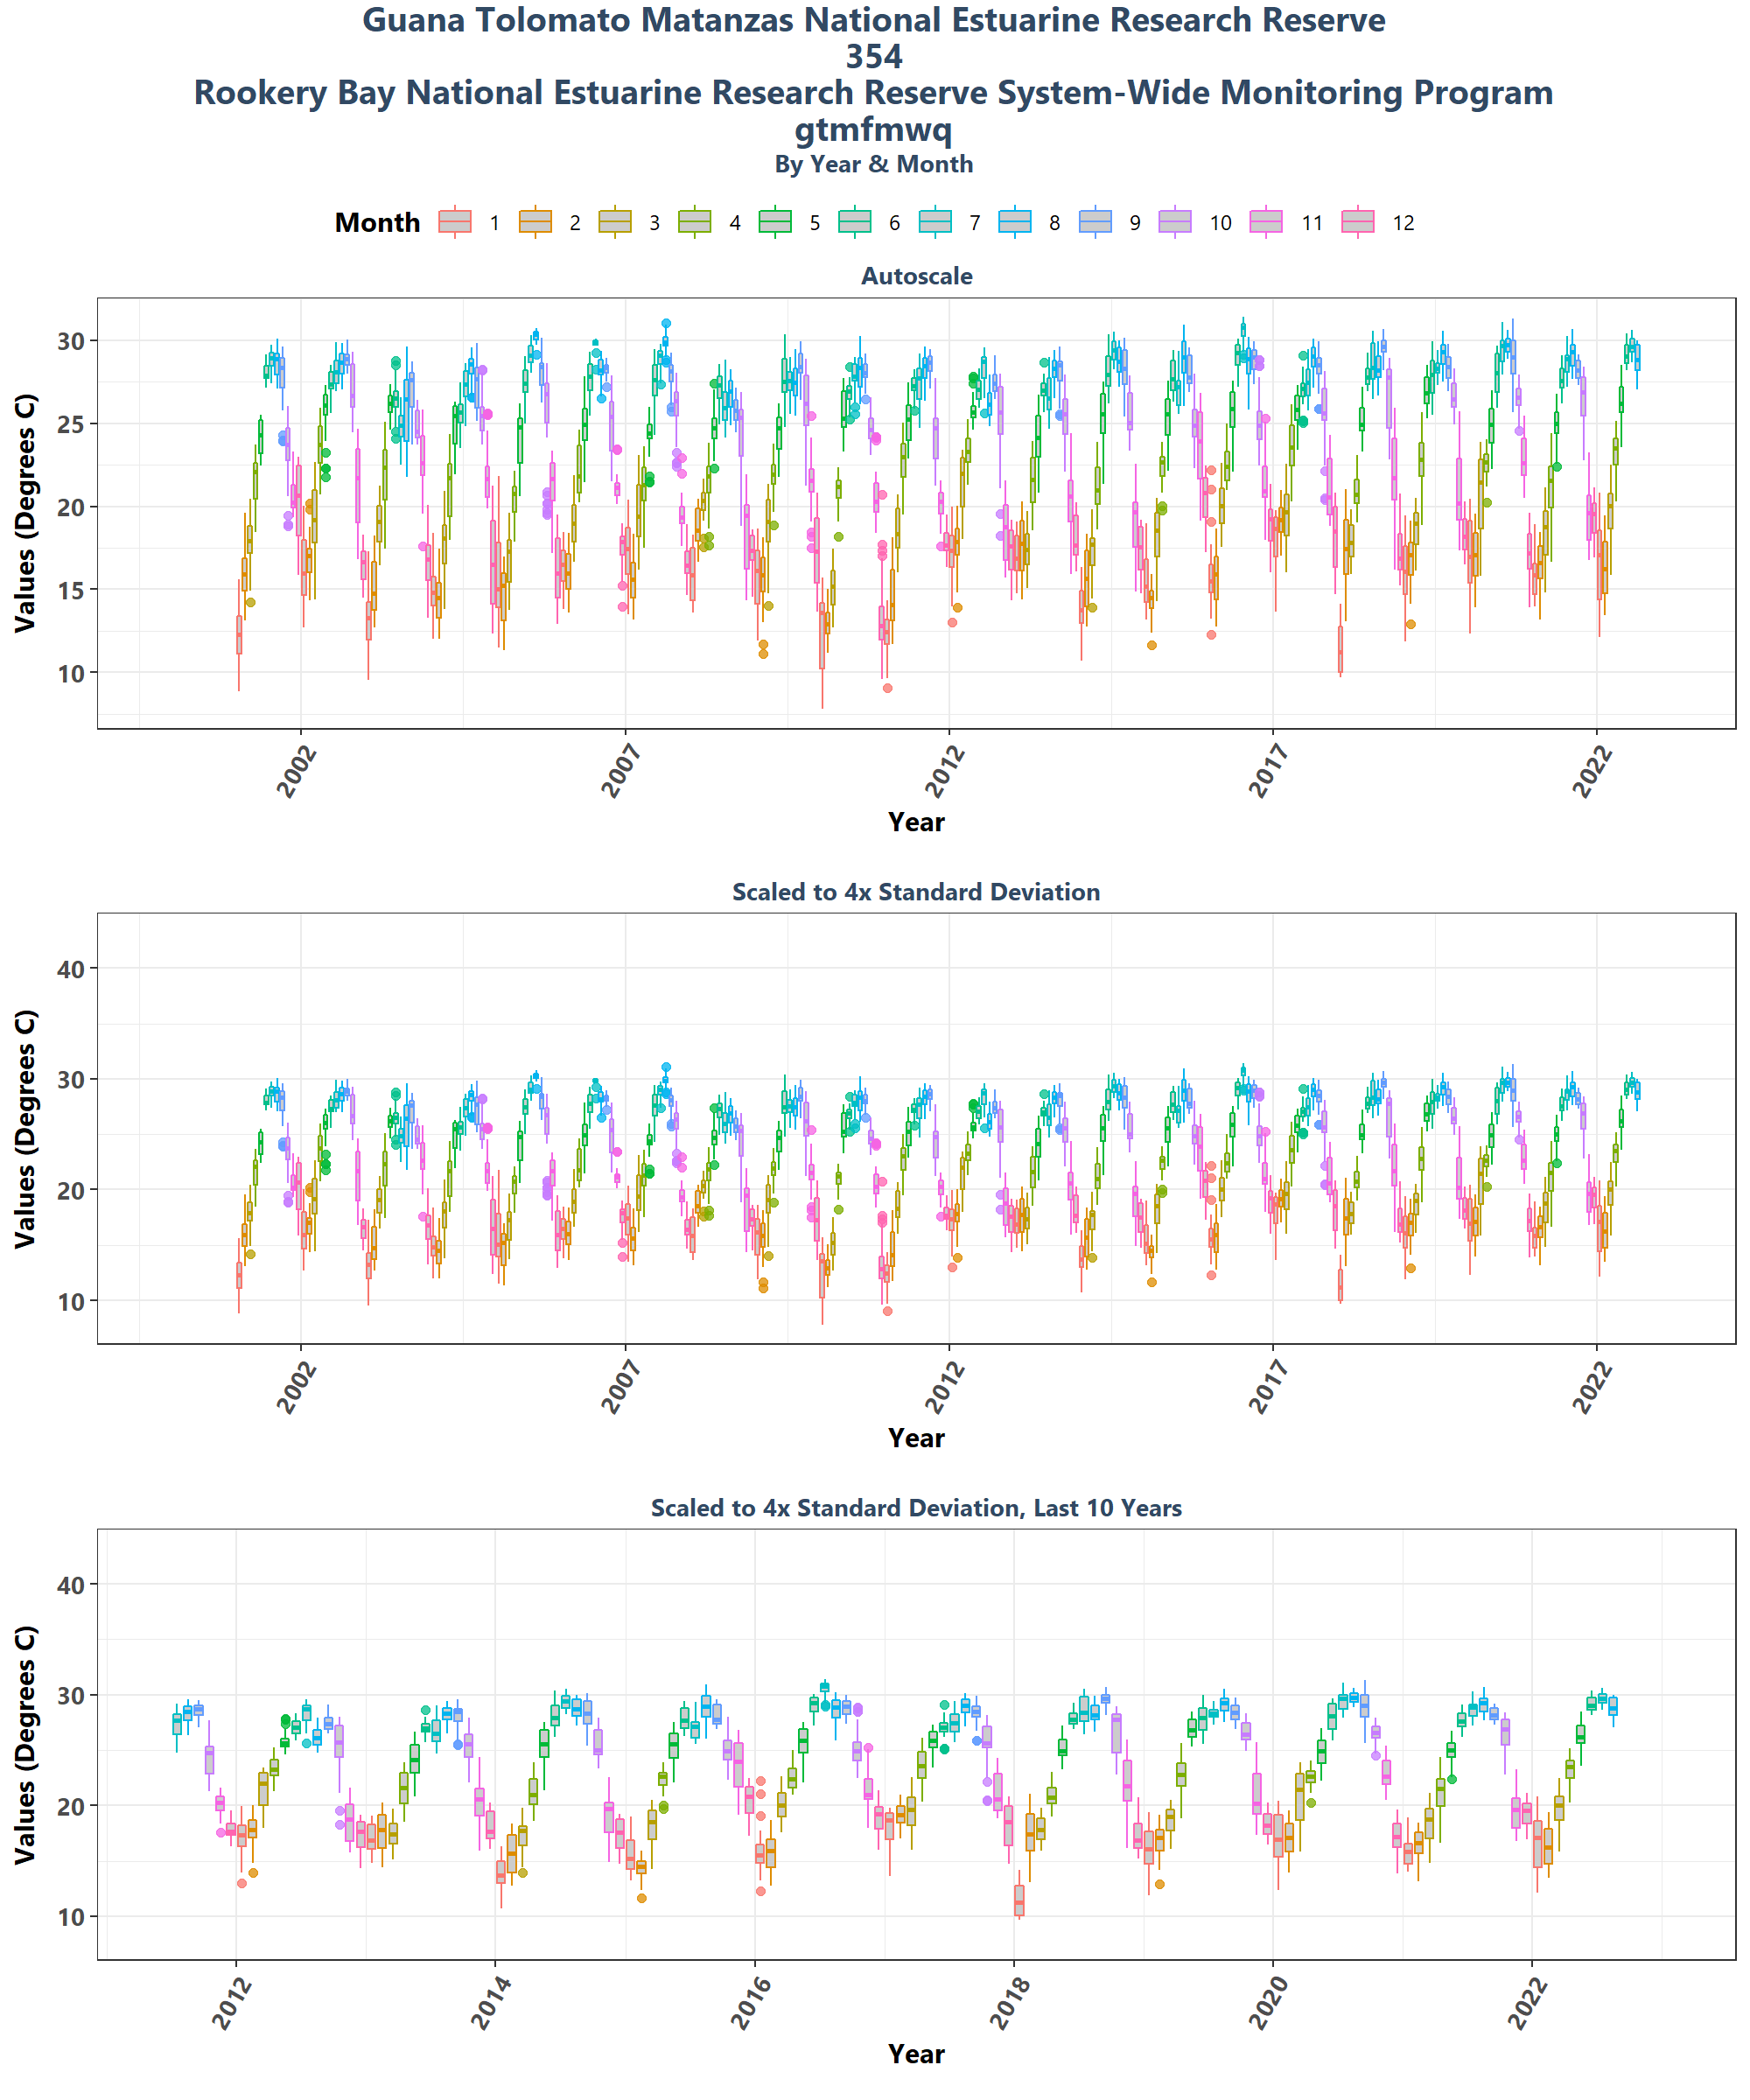 Guana Tolomato Matanzas National Estuarine Research Reserve
354
Rookery Bay National Estuarine Research Reserve System-Wide Monitoring Program
gtmfmwq
By Year & Month
Month 1 2 3 4 5 6 7 8 9 10 11 12
Autoscale
Values (Degrees C)
30
25
20
15
10
2002 2007 2012 2017 2022
Year
Scaled to 4x Standard Deviation
Values (Degrees C)
40
30
20
10
2002 2007 2012 2017 2022
Year
Scaled to 4x Standard Deviation, Last 10 Years
Values (Degrees C)
40
30
20
10
2012 2014 2016 2018 2020 2022
Year